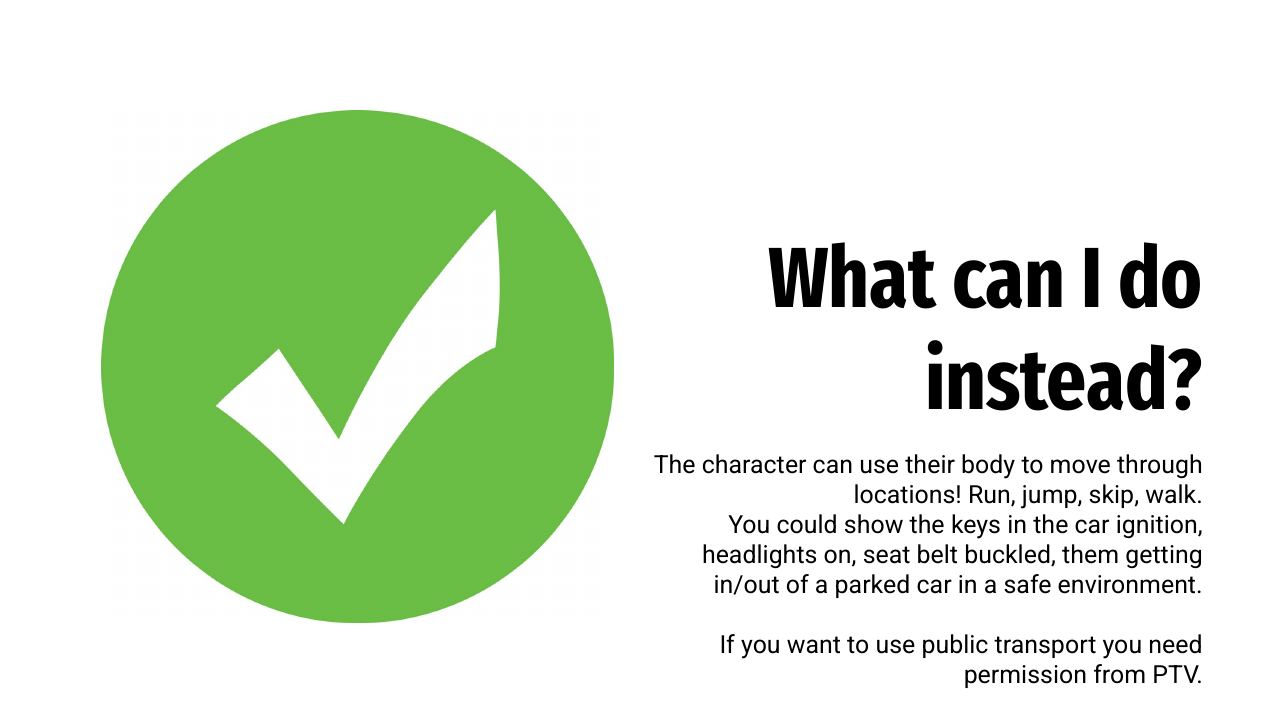 What can I do
instead?
The character can use their body to move through
locations! Run, jump, skip, walk.
You could show the keys in the car ignition,
headlights on, seat belt buckled, them getting
in/out of a parked car in a safe environment.
If you want to use public transport you need
permission from PTV.